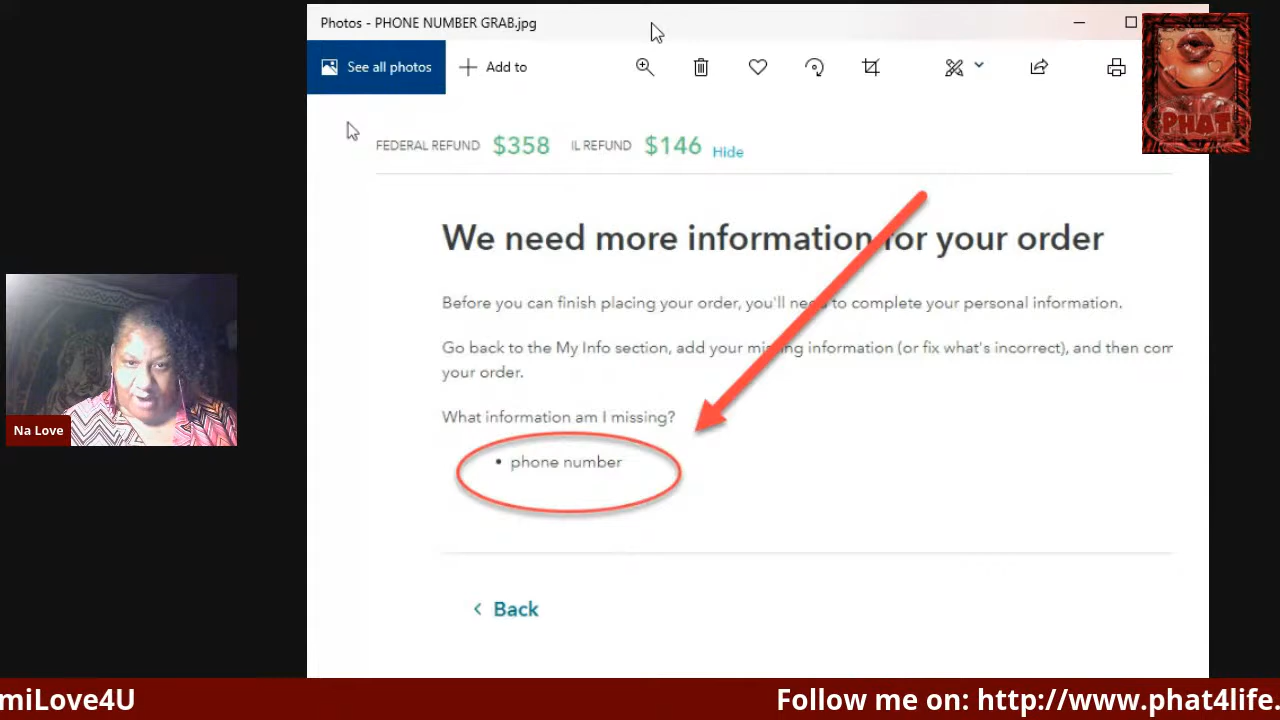 Photos - PHONE NUMBER GRAB.jpg
See all photos
Add to
FEDERAL REFUND $358 IL REFUND $146 Hide
We need more information for your order
Before you can finish placing your order, you'll need to complete your personal information.
Go back to the My Info section, add your missing information (or fix what's incorrect), and then com
your order.
What information am I missing?
• phone number
Back
PHAT
Na Love
miLove4U
Follow me on: http://www.phat4life.